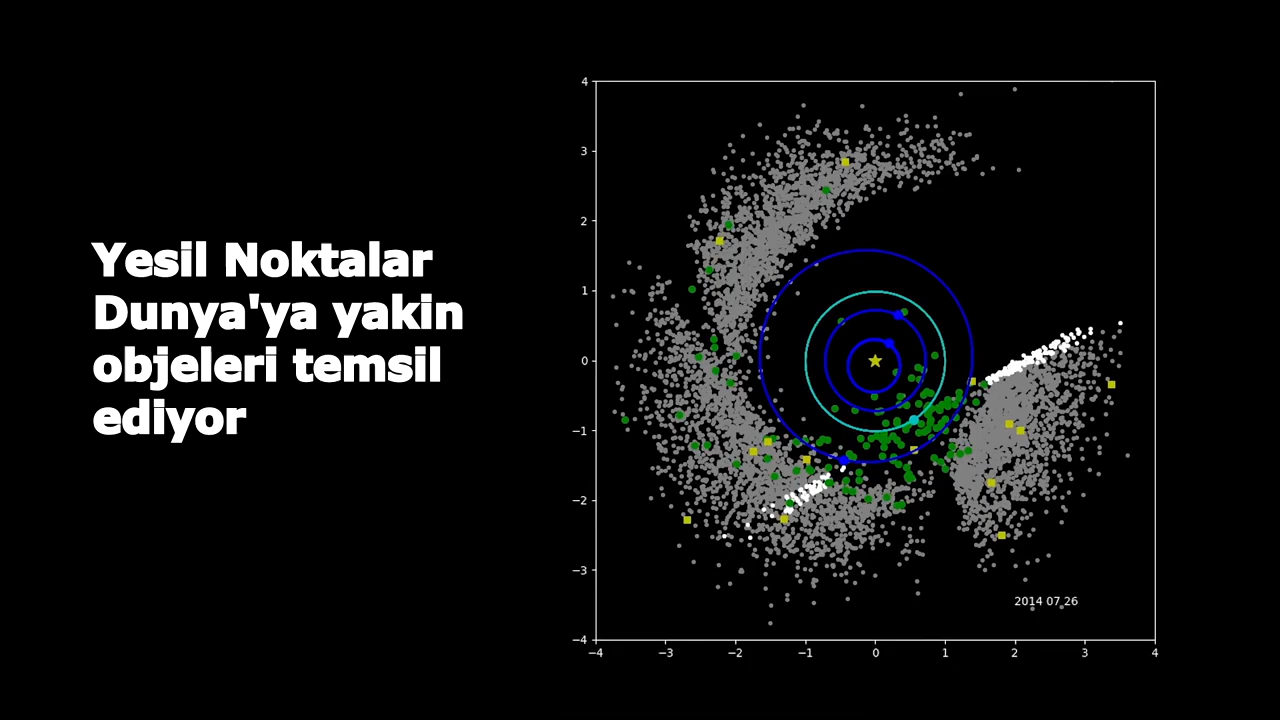 Yesil Noktalar
Dunya'ya yakin
objeleri temsil
ediyor
4
3
2
1
0
−1
−2
−3
−4
−4 −3 −2 −1 0 1 2 3 4
2014 07 26